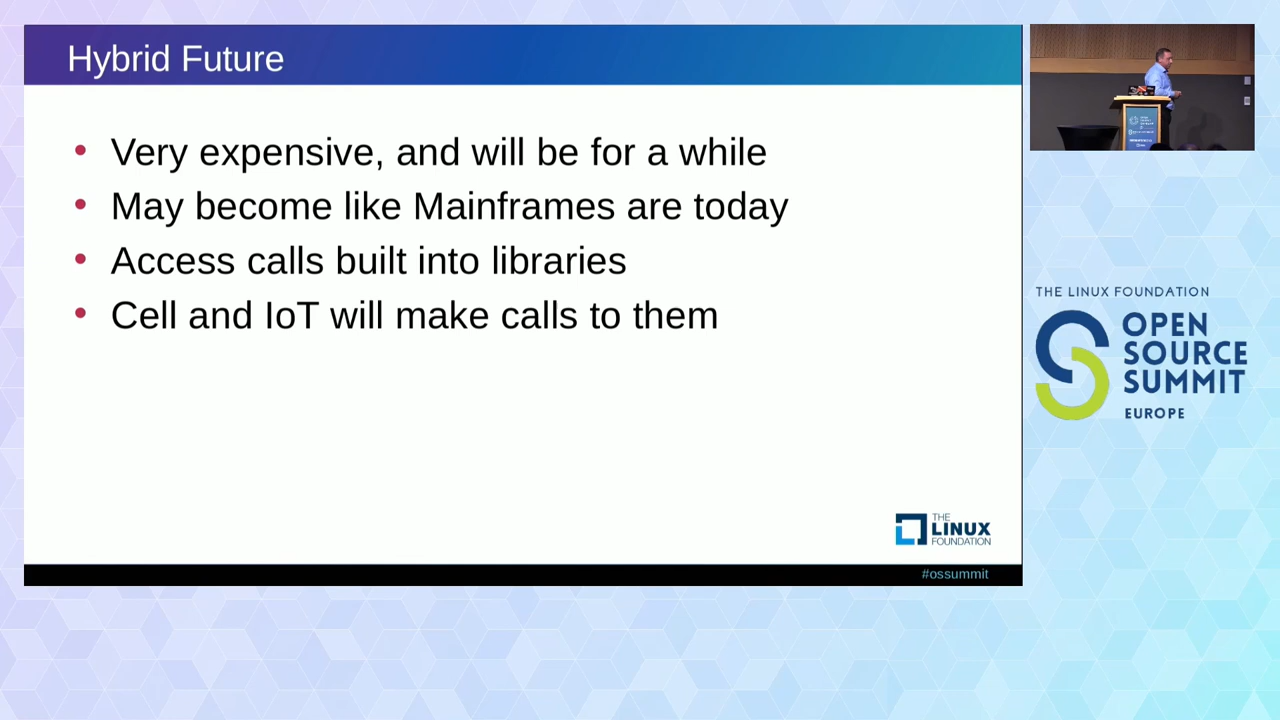 Hybrid Future
Very expensive, and will be for a while
May become like Mainframes are today
Access calls built into libraries
Cell and IoT will make calls to them
THE
LINUX
FOUNDATION
#ossummit
THE LINUX FOUNDATION
OPEN
SOURCE
SUMMIT
EUROPE